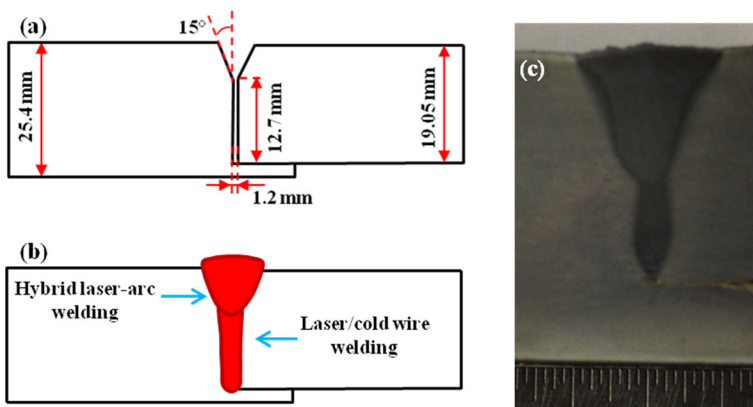 (a)
15°
25.4 mm
12.7 mm
19.05 mm
1.2 mm
(b)
Hybrid laser-arc
welding
Laser/cold wire
welding
(c)